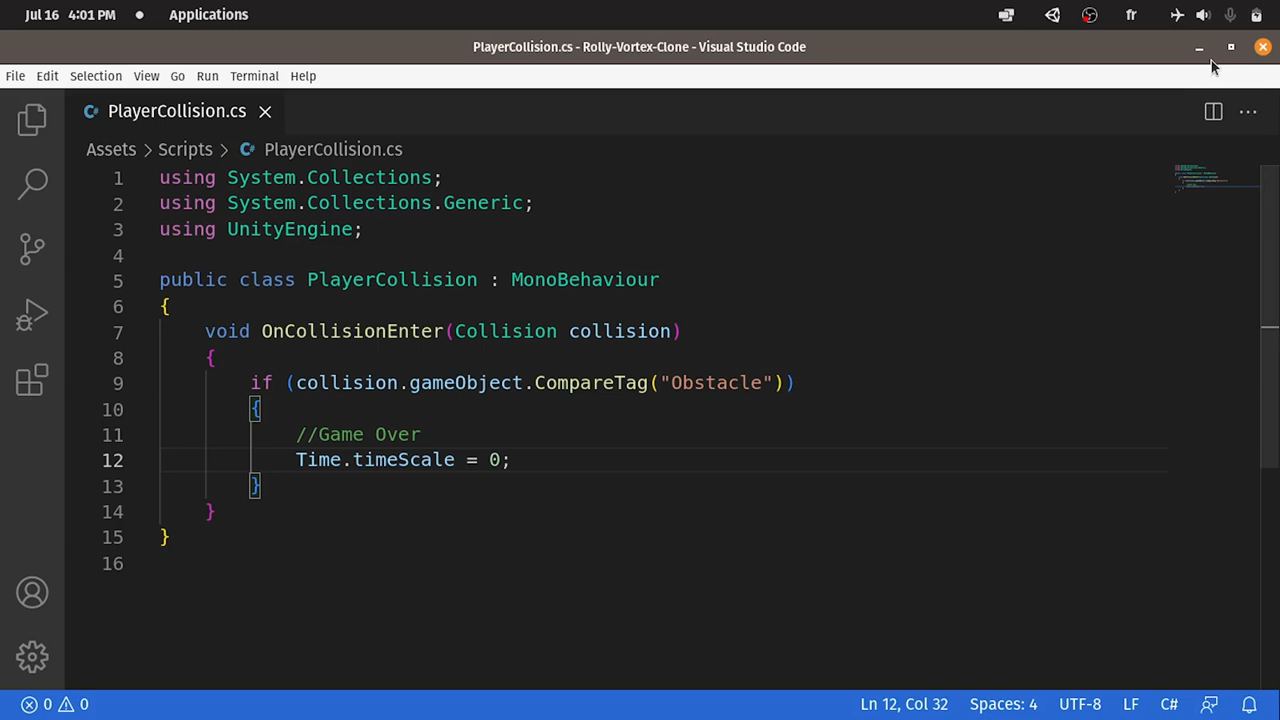 Jul 16 4:01 PM Applications fr
PlayerCollision.cs - Rolly-Vortex-Clone - Visual Studio Code
File Edit Selection View Go Run Terminal Help
PlayerCollision.cs
Assets > Scripts > PlayerCollision.cs
1 using System.Collections;
2 using System.Collections.Generic;
3 using UnityEngine;
4
5 public class PlayerCollision : MonoBehaviour
6 {
7 void OnCollisionEnter(Collision collision)
8 {
9 if (collision.gameObject.CompareTag("Obstacle"))
10 {
11 //Game Over
12 Time.timeScale = 0;
13 }
14 }
15 }
16
0 0 Ln 12, Col 32 Spaces: 4 UTF-8 LF C#